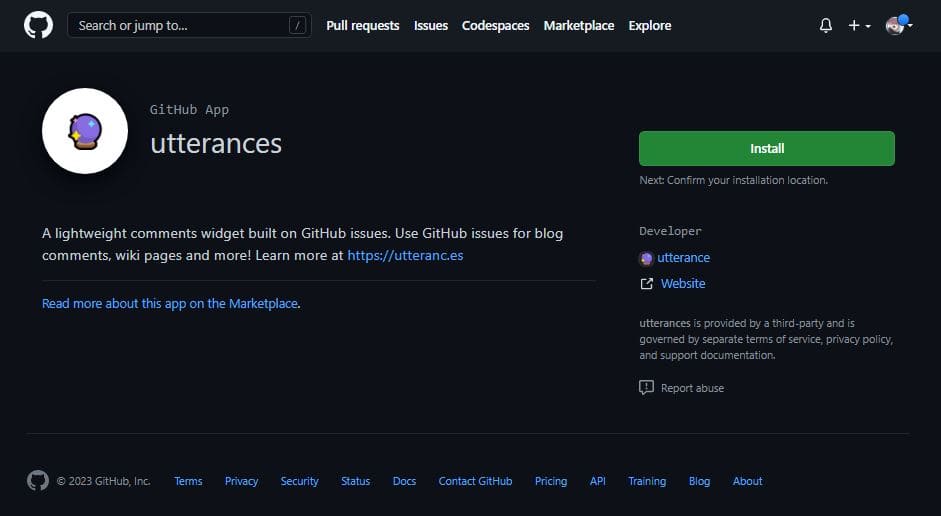 Search or jump to... /
Pull requests Issues Codespaces Marketplace Explore
GitHub App
utterances
Install
Next: Confirm your installation location.
A lightweight comments widget built on GitHub issues. Use GitHub issues for blog
comments, wiki pages and more! Learn more at https://utteranc.es
Read more about this app on the Marketplace.
Developer
utterance
Website
utterances is provided by a third-party and is
governed by separate terms of service, privacy policy,
and support documentation.
Report abuse
© 2023 GitHub, Inc. Terms Privacy Security Status Docs Contact GitHub Pricing API Training Blog About